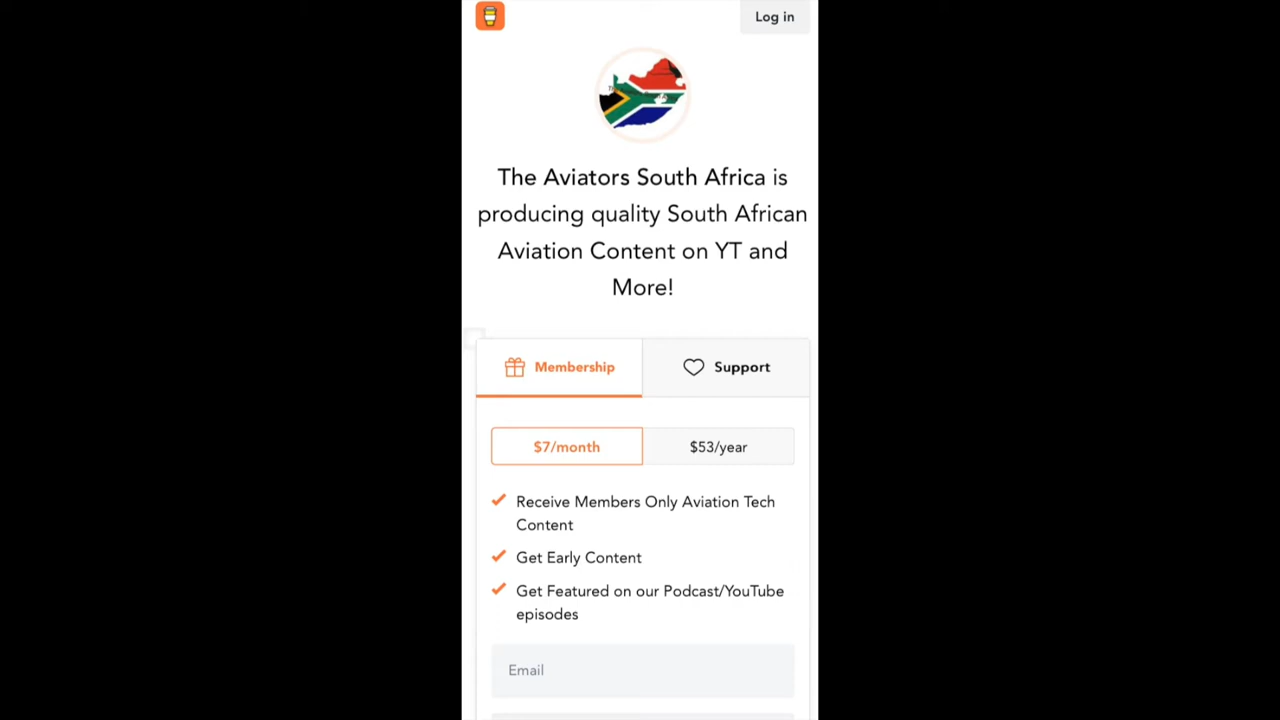 Log in
The Aviators South Africa is
producing quality South African
Aviation Content on YT and
More!
Membership
Support
$7/month
$53/year
Receive Members Only Aviation Tech
Content
Get Early Content
Get Featured on our Podcast/YouTube
episodes
Email